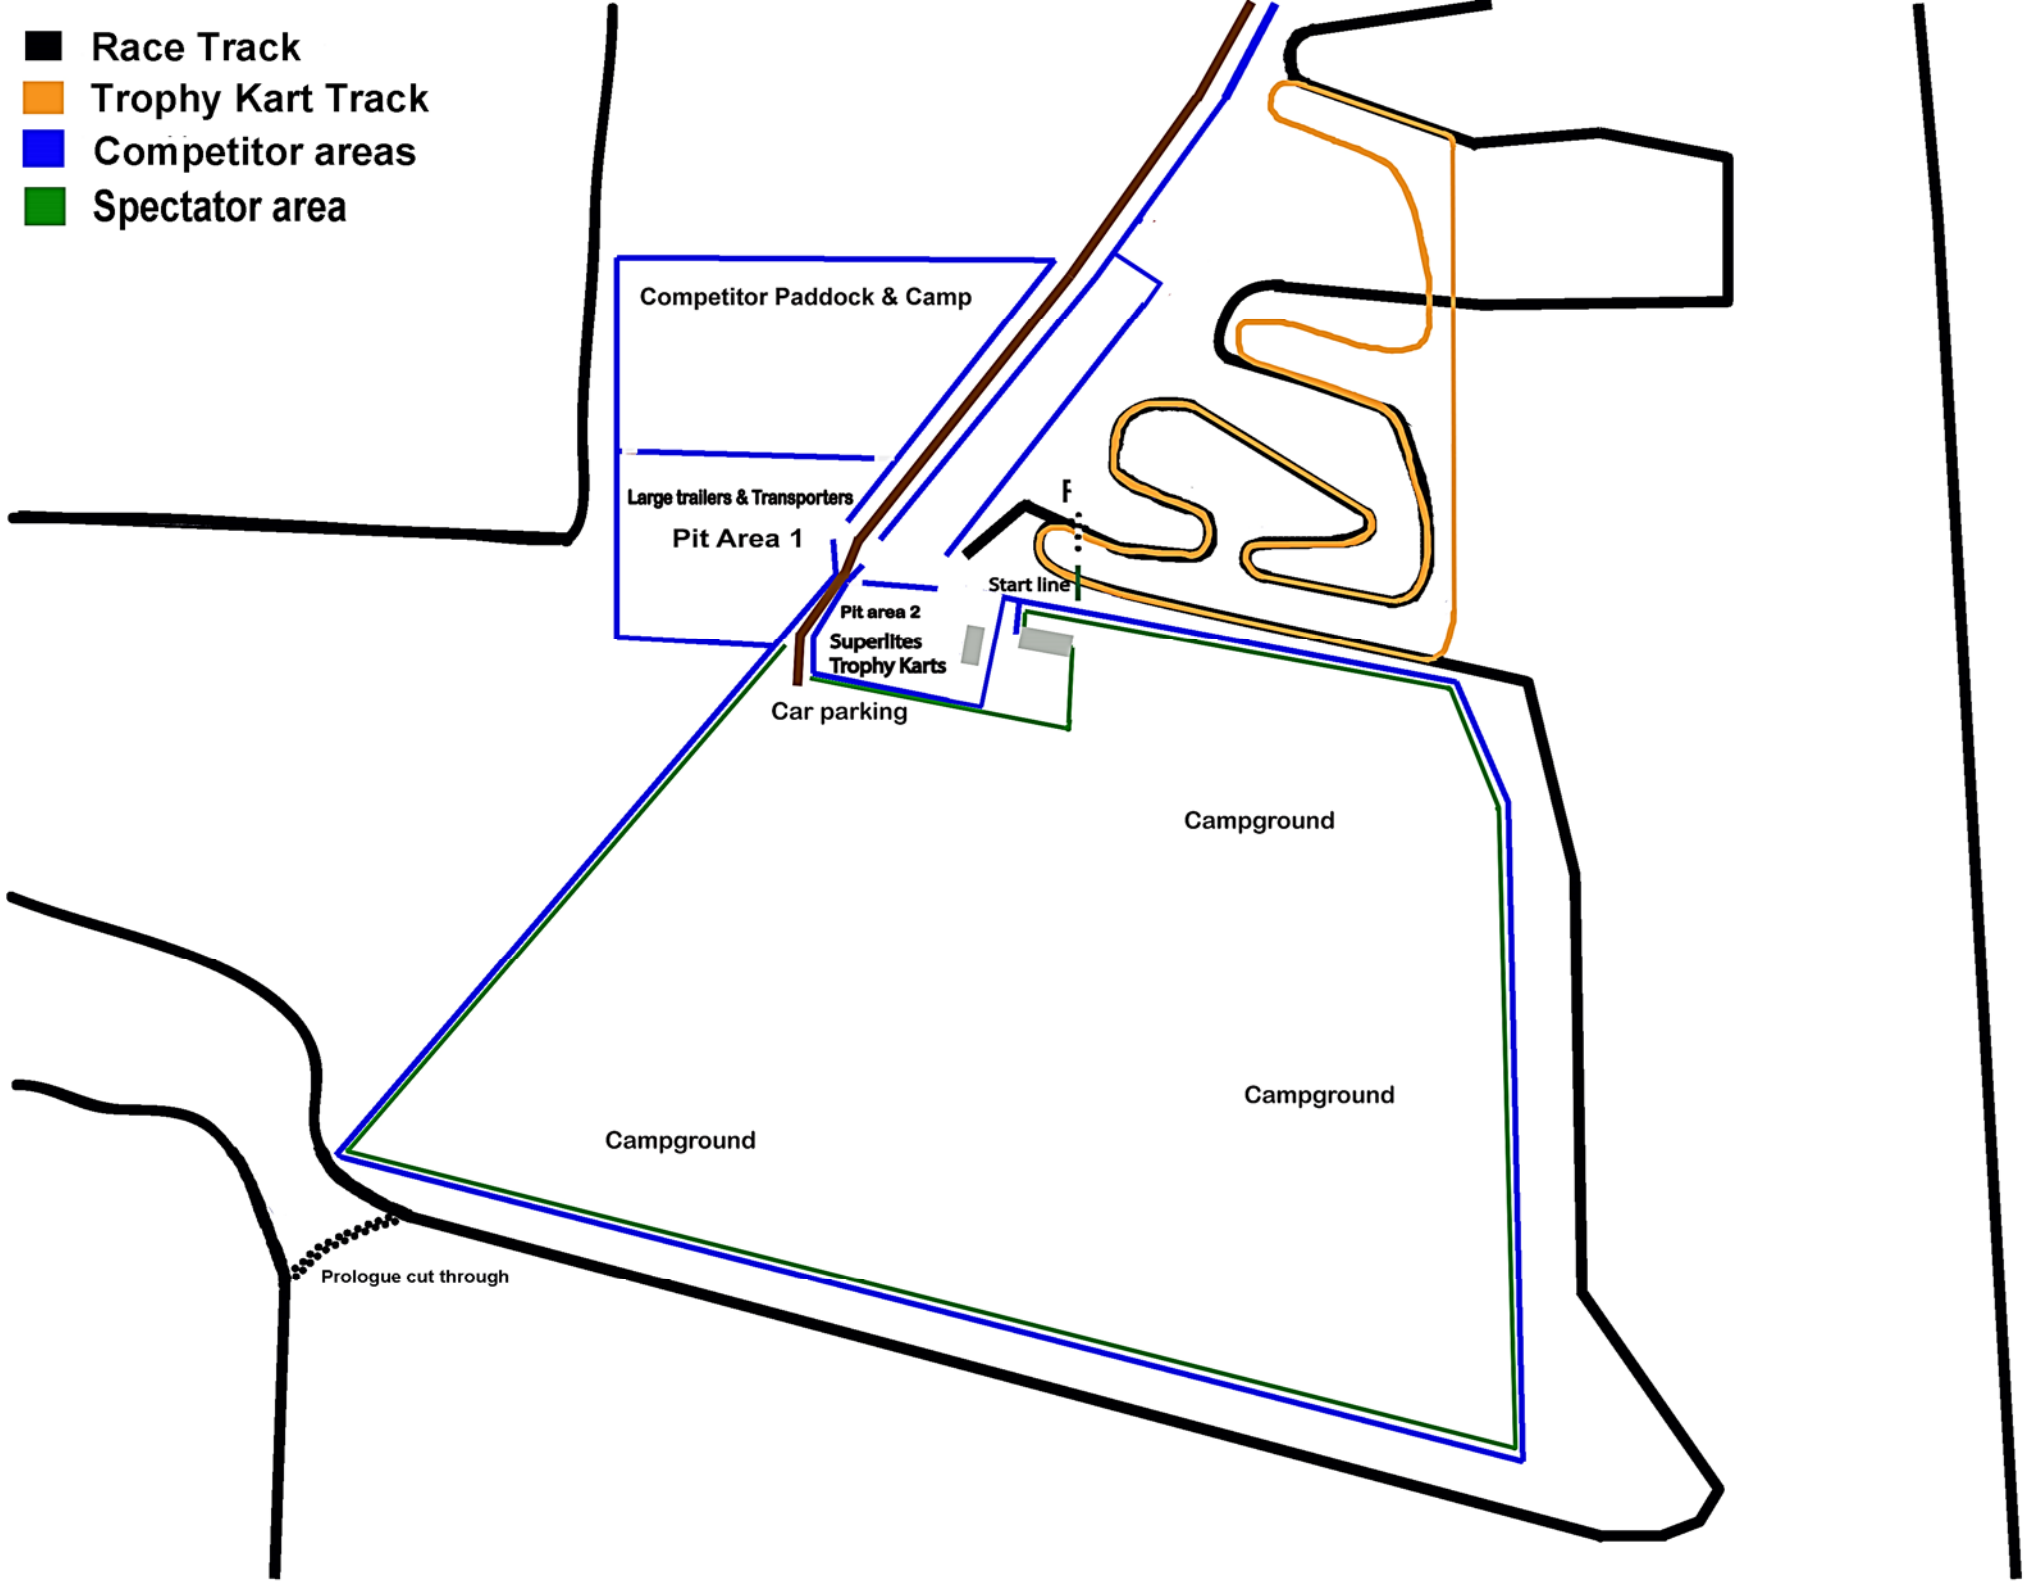 Race Track
Trophy Kart Track
Competitor areas
Spectator area
Competitor Paddock & Camp
Large trailers & Transporters
Pit Area 1
F
Start line
Pit area 2
Superlites
Trophy Karts
Car parking
Campground
Campground
Campground
Prologue cut through